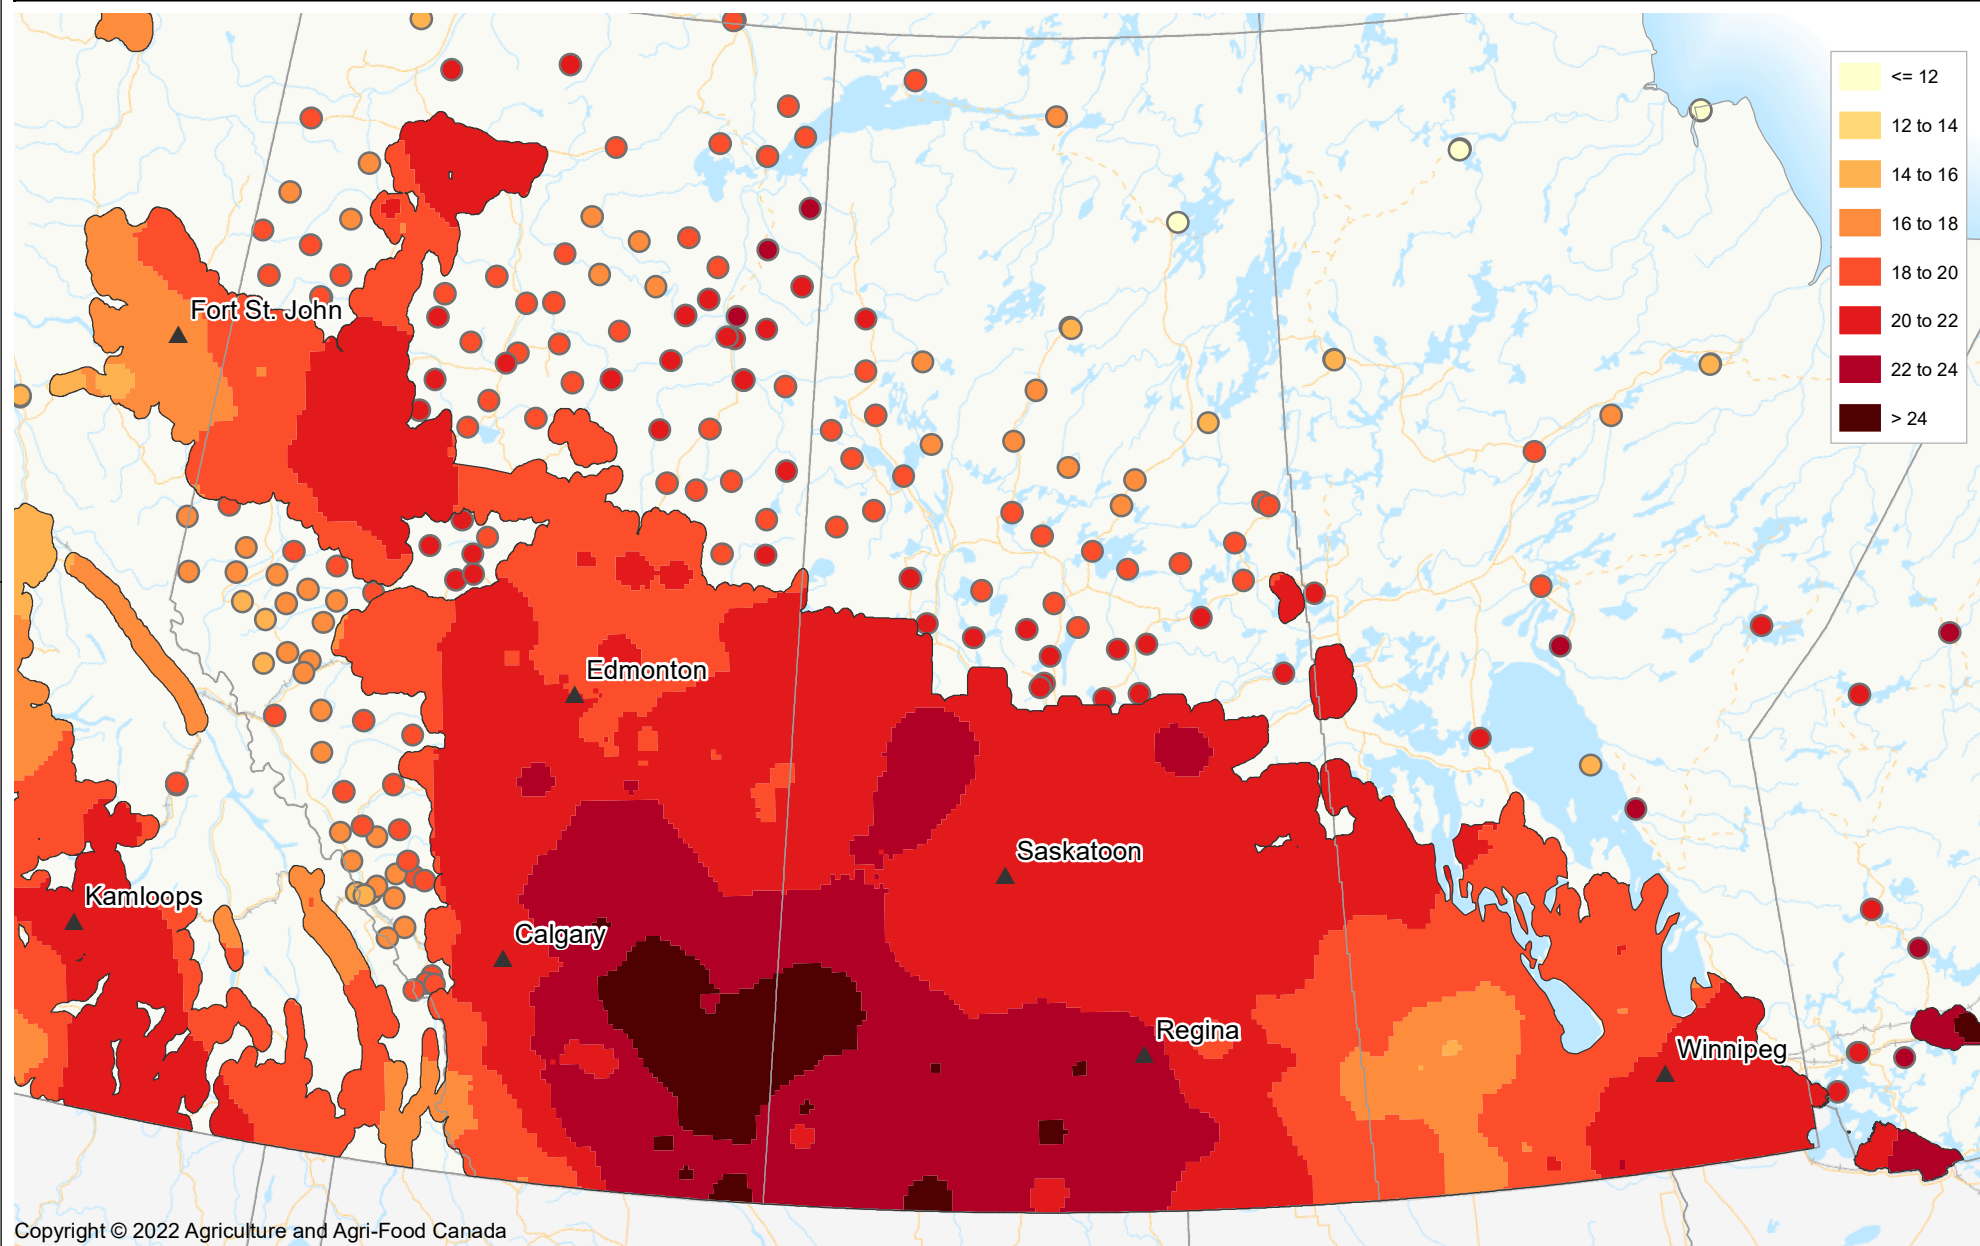 <= 12
12 to 14
14 to 16
16 to 18
18 to 20
20 to 22
22 to 24
> 24
Fort St. John
Edmonton
Saskatoon
Kamloops
Calgary
Regina
Winnipeg
Copyright © 2022 Agriculture and Agri-Food Canada